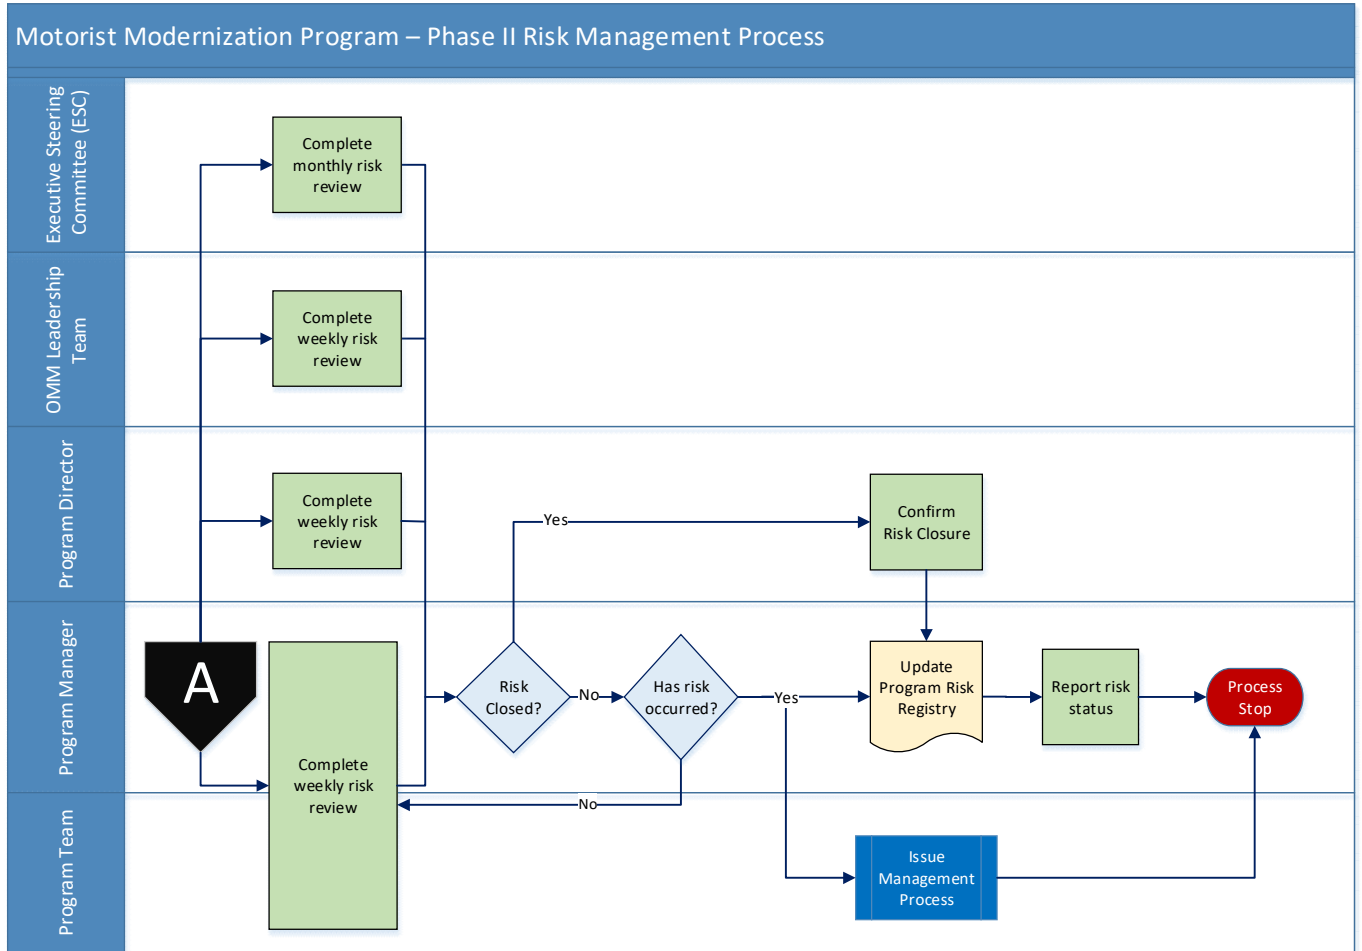 Motorist Modernization Program – Phase II Risk Management Process
Executive Steering
Committee (ESC)
Complete
monthly risk
review
OMM Leadership
Team
Complete
weekly risk
review
Program Director
Complete
weekly risk
review
Yes
Confirm
Risk Closure
Program Manager
A
Risk
Closed?
No
Has risk
occurred?
Yes
Update
Program Risk
Registry
Report risk
status
Process
Stop
Complete
weekly risk
review
No
Program Team
Issue
Management
Process